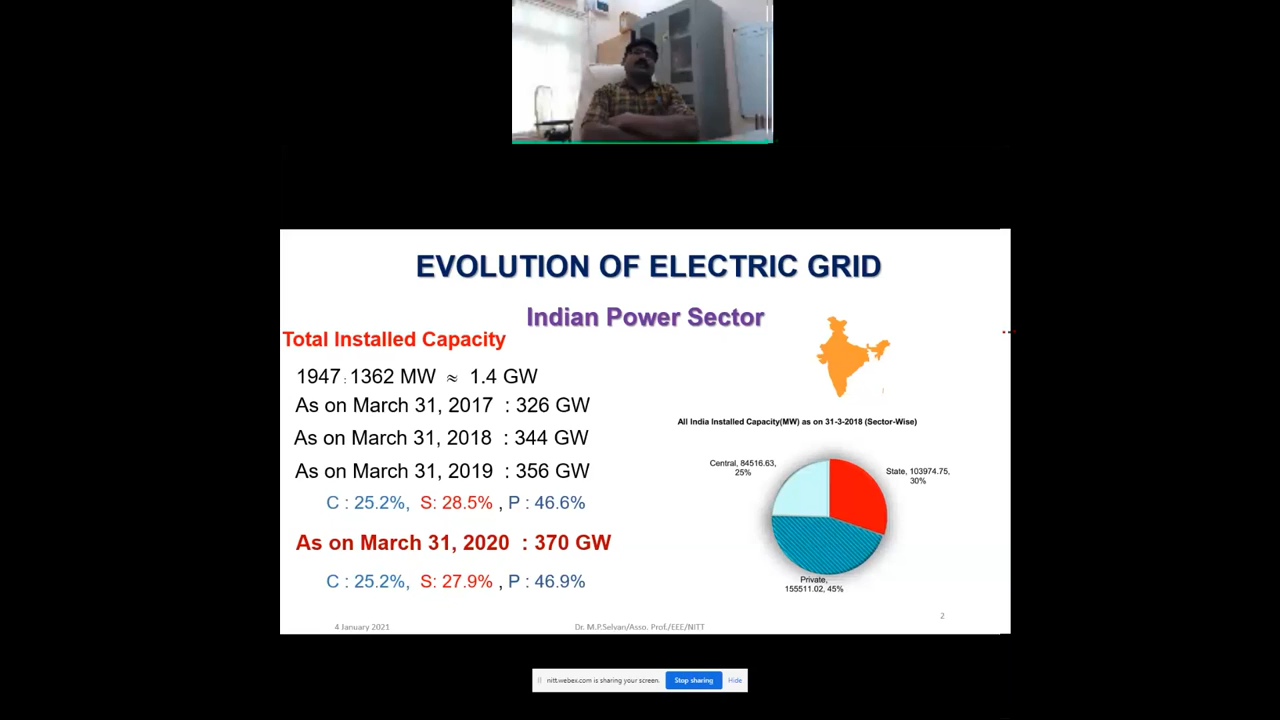 EVOLUTION OF ELECTRIC GRID
Indian Power Sector
Total Installed Capacity
1947 : 1362 MW ≈ 1.4 GW
As on March 31, 2017 : 326 GW
As on March 31, 2018 : 344 GW
As on March 31, 2019 : 356 GW
C : 25.2%, S: 28.5% , P : 46.6%
As on March 31, 2020 : 370 GW
C : 25.2%, S: 27.9% , P : 46.9%
All India Installed Capacity(MW) as on 31-3-2018 (Sector-Wise)
Central, 84516.63,
25%
State, 103974.75,
30%
Private,
155511.02, 45%
4 January 2021
Dr. M.P.Selvan/Asso. Prof./EEE/NITT
2
nitt.webex.com is sharing your screen.
Stop sharing
Hide